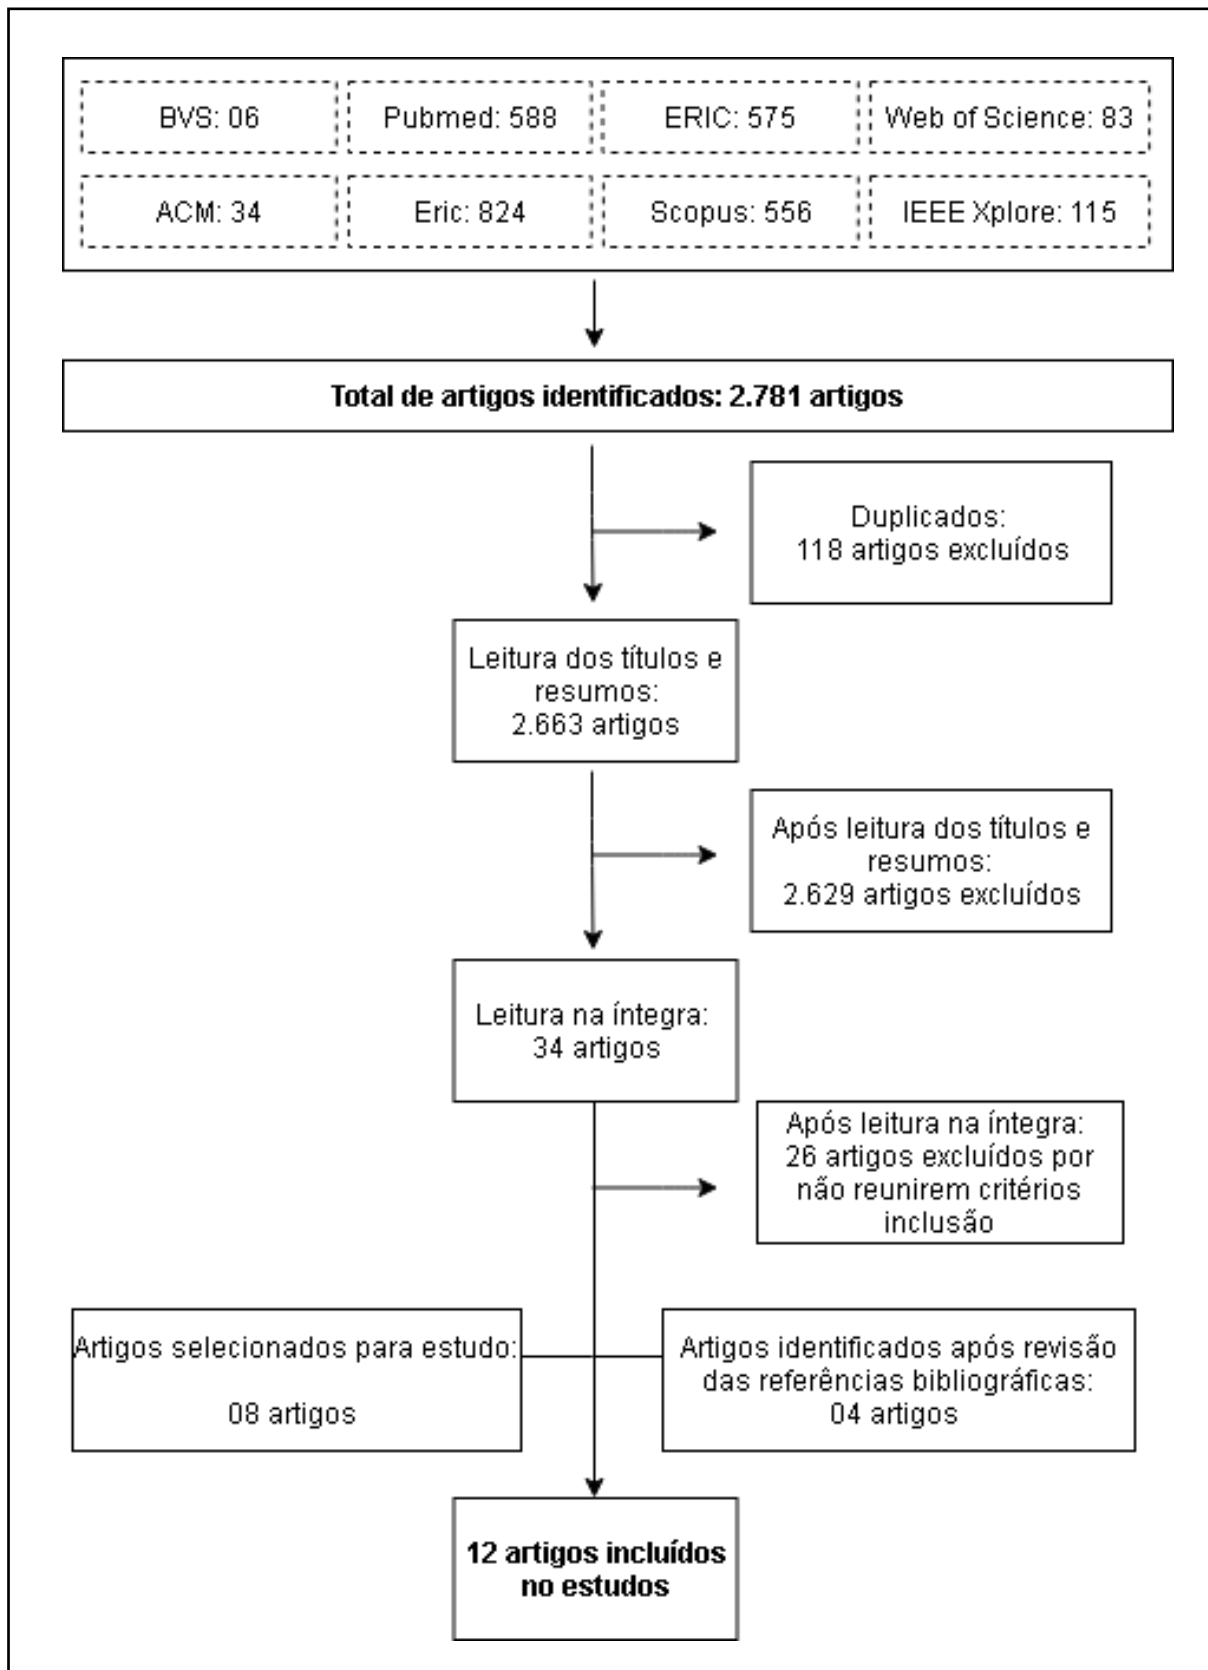 BVS: 06
Pubmed: 588
ERIC: 575
Web of Science: 83
ACM: 34
Eric: 824
Scopus: 556
IEEE Xplore: 115
Total de artigos identificados: 2.781 artigos
Duplicados:
118 artigos excluídos
Leitura dos títulos e
resumos:
2.663 artigos
Após leitura dos títulos e
resumos:
2.629 artigos excluídos
Leitura na íntegra:
34 artigos
Após leitura na íntegra:
26 artigos excluídos por
não reunirem critérios
inclusão
Artigos selecionados para estudo:
08 artigos
Artigos identificados após revisão
das referências bibliográficas:
04 artigos
12 artigos incluídos
no estudos